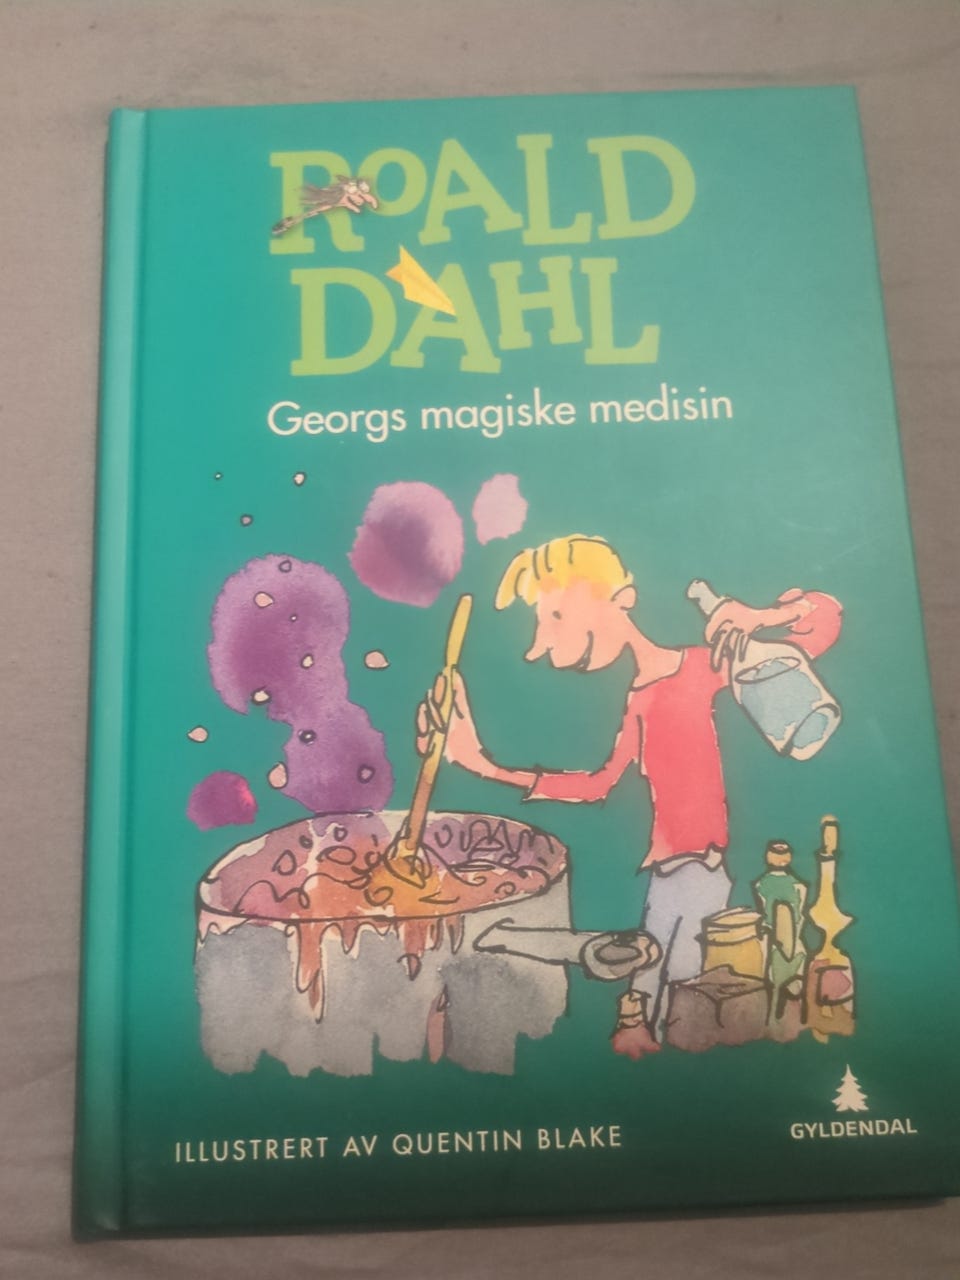 ROALD
DAHL
Georgs magiske medisin
ILLUSTRERT AV QUENTIN BLAKE
GYLDENDAL